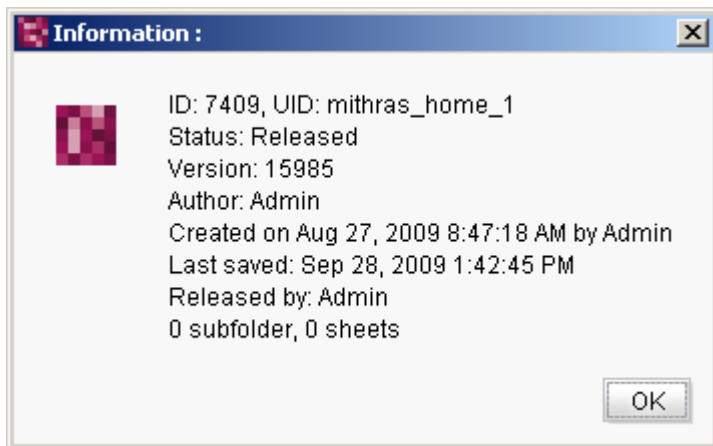 Information :
ID: 7409, UID: mithras_home_1
Status: Released
Version: 15985
Author: Admin
Created on Aug 27, 2009 8:47:18 AM by Admin
Last saved: Sep 28, 2009 1:42:45 PM
Released by: Admin
0 subfolder, 0 sheets
OK